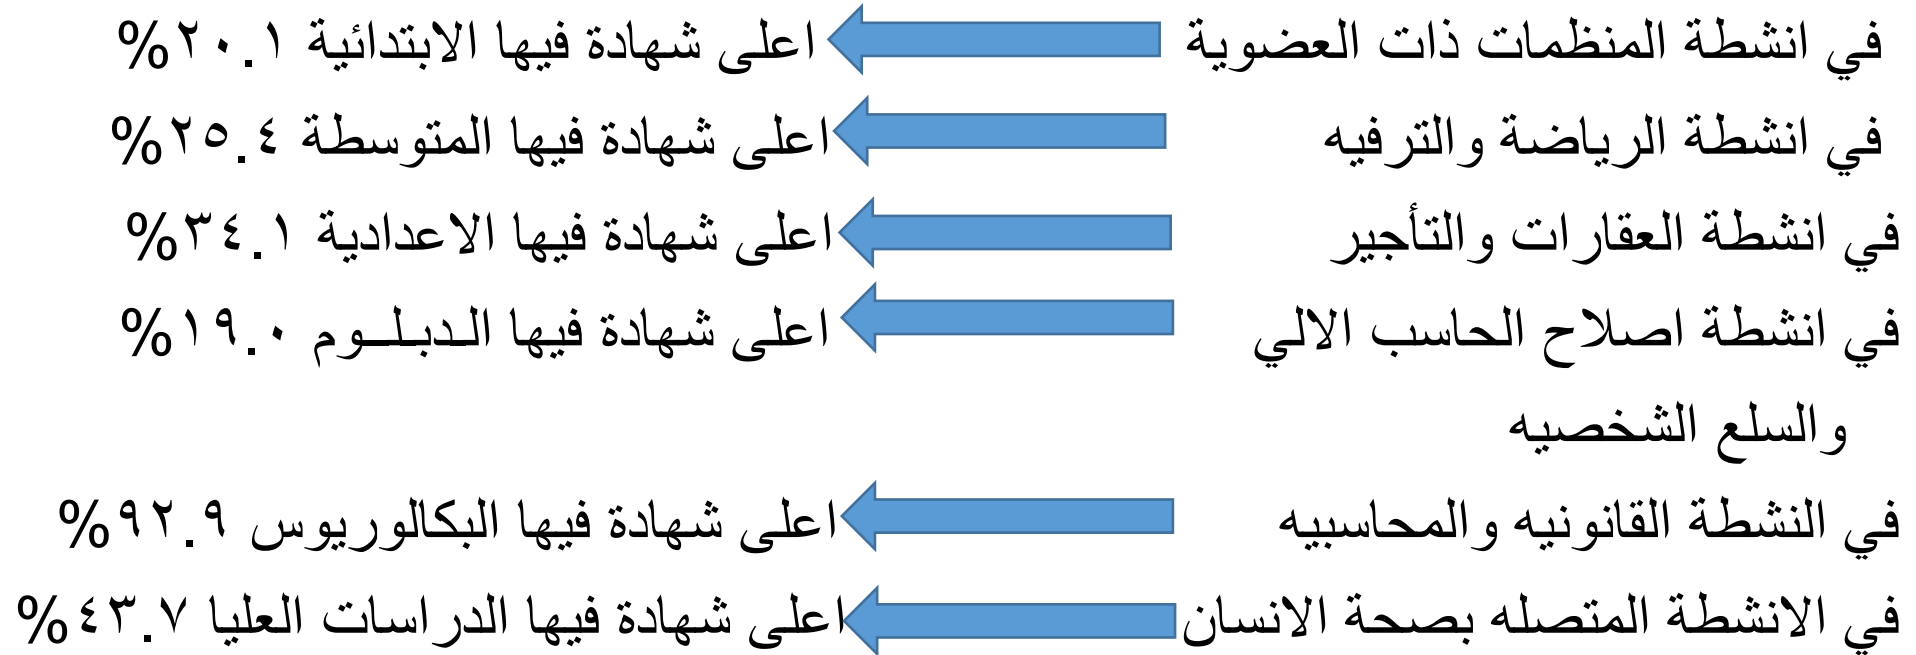 في انشطة المنظمات ذات العضوية اعلى شهادة فيها الابتدائية ٢٠.١%
في انشطة الرياضة والترفيه اعلى شهادة فيها المتوسطة ٢٥.٤%
في انشطة العقارات والتأجير اعلى شهادة فيها الاعدادية ٣٤.١%
في انشطة اصلاح الحاسب الالي اعلى شهادة فيها الـدبـلــوم ١٩.٠%
والسلع الشخصيه
في النشطة القانونيه والمحاسبيه اعلى شهادة فيها البكالوريوس ٩٢.٩%
في الانشطة المتصله بصحة الانسان اعلى شهادة فيها الدراسات العليا ٤٣.٧%